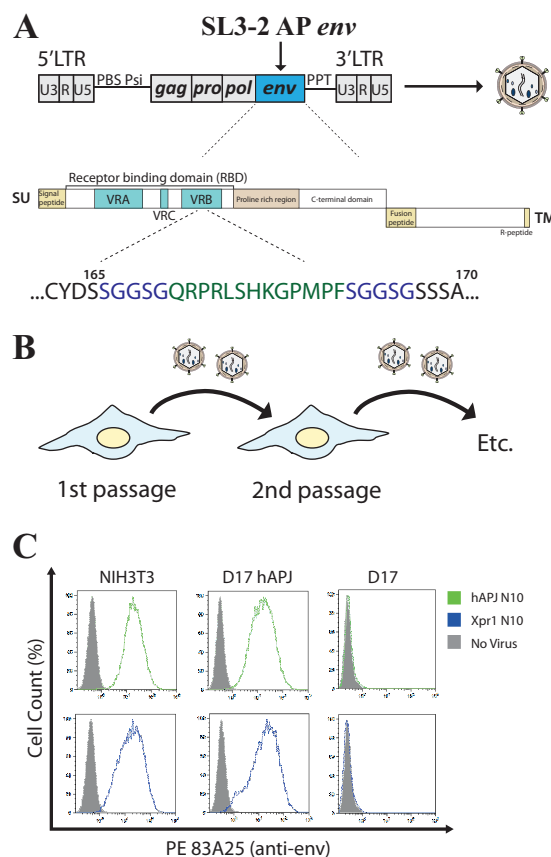 A
SL3-2 AP env
5'LTR
3'LTR
U3 R U5
PBS Psi
gag pro pol env
PPT
U3 R U5
Receptor binding domain (RBD)
SU
Signal peptide
VRA
VRC
VRB
Proline rich region
C-terminal domain
Fusion peptide
TM
R-peptide
165
170
...CYDSSGGSGQRPRLSHKGPMPFSGGSGSSSA...
B
1st passage
2nd passage
Etc.
C
NIH3T3
D17 hAPJ
D17
hAPJ N10
Xpr1 N10
No Virus
Cell Count (%)
PE 83A25 (anti-env)